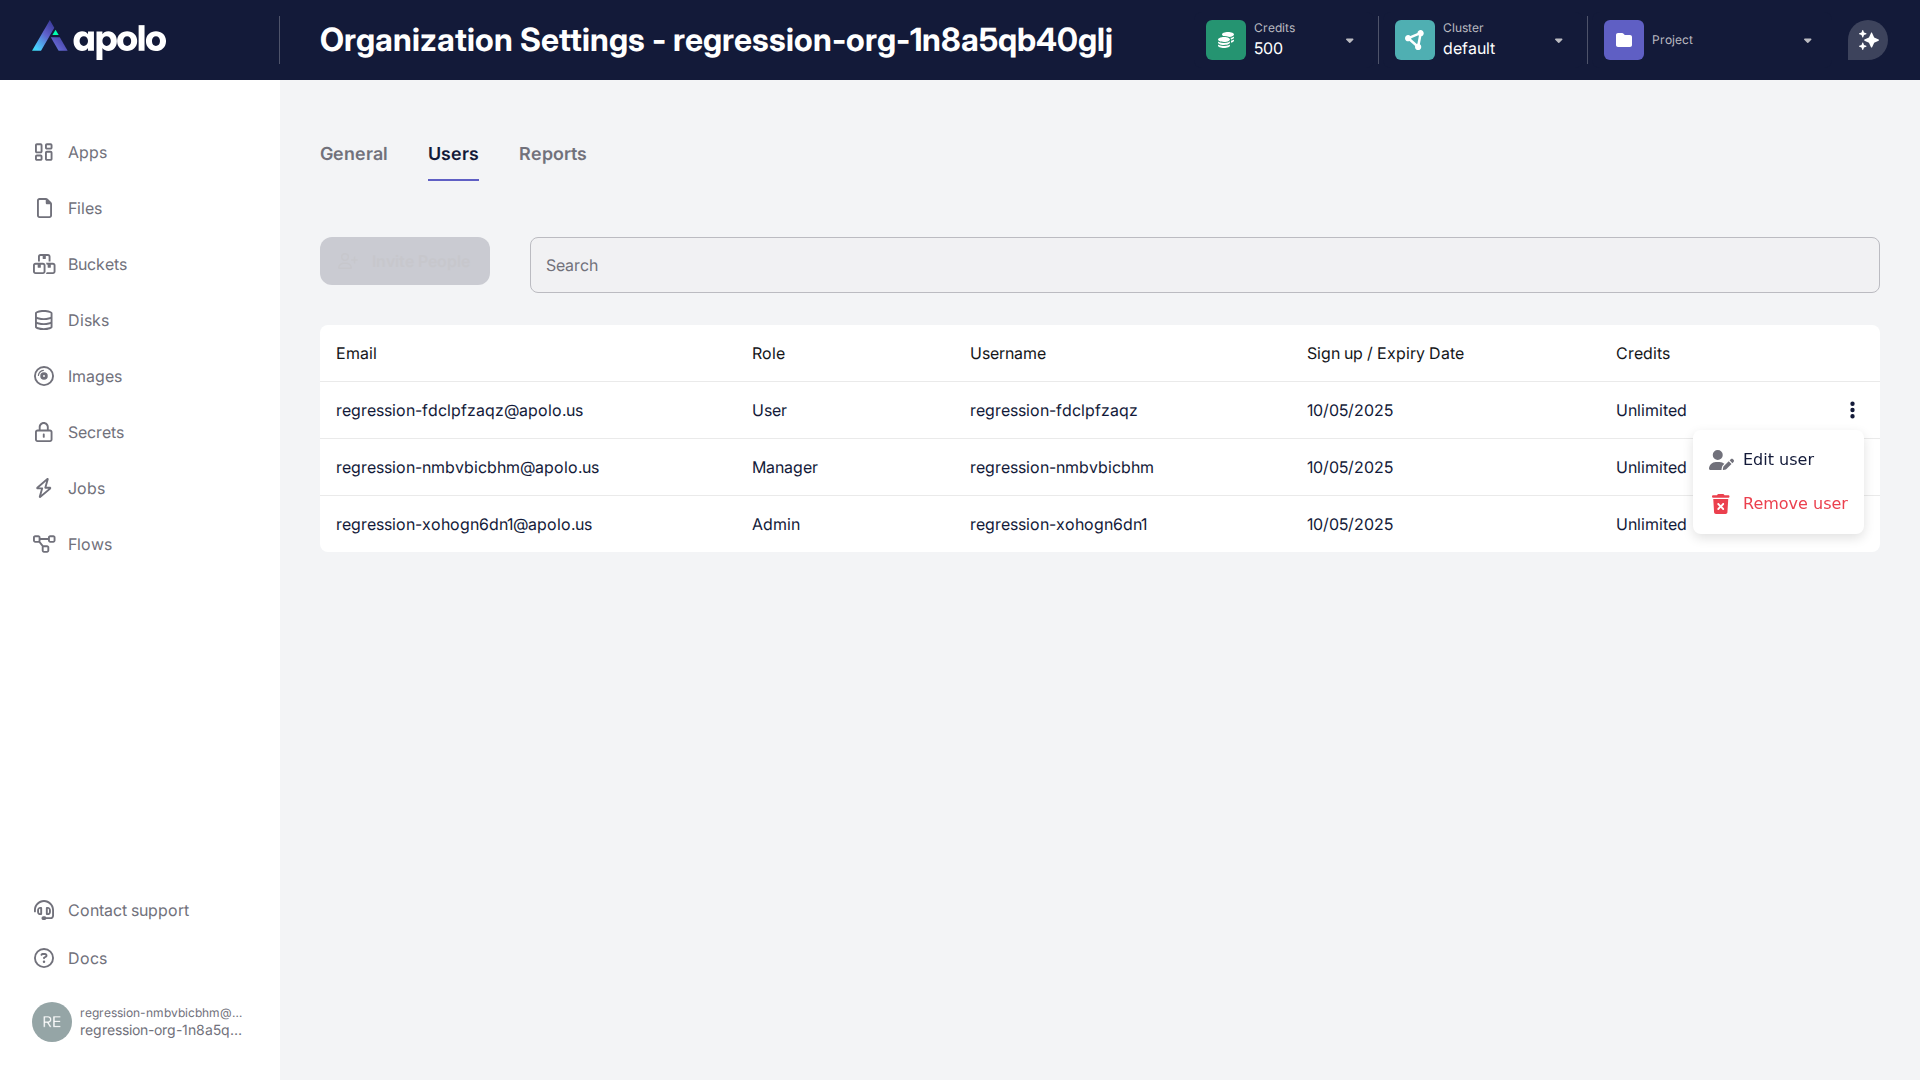 apolo
Organization Settings - regression-org-1n8a5qb40glj
Credits
500
Cluster
default
Project
Apps
Files
Buckets
Disks
Images
Secrets
Jobs
Flows
General Users Reports
Search
Email Role Username Sign up / Expiry Date Credits
regression-fdclpfzaqz@apolo.us User regression-fdclpfzaqz 10/05/2025 Unlimited
regression-nmbvbicbhm@apolo.us Manager regression-nmbvbicbhm 10/05/2025 Unlimited
regression-xohogn6dn1@apolo.us Admin regression-xohogn6dn1 10/05/2025 Unlimited
Edit user
Remove user
Contact support
Docs
RE
regression-nmbvbicbhm@...
regression-org-1n8a5q...